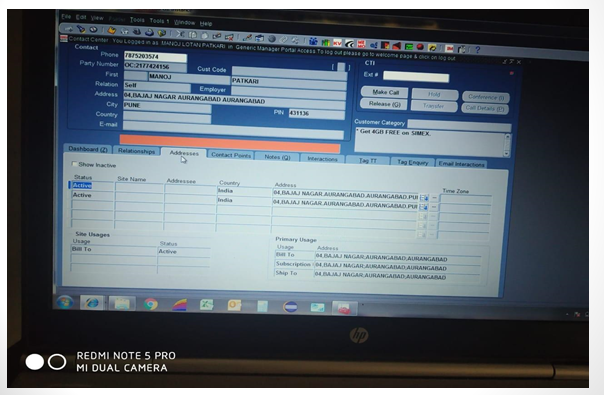 File Edit View Tools Tools 1 Window Help
Contact Center : You Logged in as MANOJ LOTAN PATKARI in Generic Manager Portal Access To log out please go to welcome page & click on log out
Contact
Phone 7875203574
Party Number OC:2177424156 Cust Code [ ]
First MANOJ PATKARI
Relation Self Employer
Address 04,BAJAJ NAGAR AURANGABAD AURANGABAD
City PUNE
Country PIN 431136
E-mail
CTI
Ext #
Make Call Hold Conference (I)
Release (G) Transfer Call Details (P)
Customer Category
* Get 4GB FREE on SIMEX.
Dashboard (Z) Relationships Addresses Contact Points Notes (Q) Interactions Tag TT Tag Enquiry Email Interactions
Show Inactive
Status Site Name Addressee Country Address Time Zone
Active India 04,BAJAJ NAGAR,AURANGABAD,AURANGABAD,PUI
Active India 04,BAJAJ NAGAR,AURANGABAD,AURANGABAD,PUI
Site Usages
Usage Status
Bill To Active
Primary Usage
Usage Address
Bill To 04,BAJAJ NAGAR,AURANGABAD,AURANGABAD
Subscription 04,BAJAJ NAGAR,AURANGABAD,AURANGABAD
Ship To 04,BAJAJ NAGAR,AURANGABAD,AURANGABAD
hp
REDMI NOTE 5 PRO
MI DUAL CAMERA